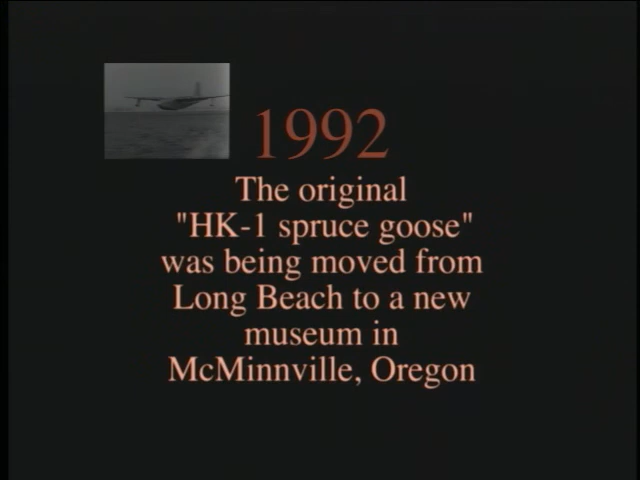 1992
The original
"HK-1 spruce goose"
was being moved from
Long Beach to a new
museum in
McMinnville, Oregon